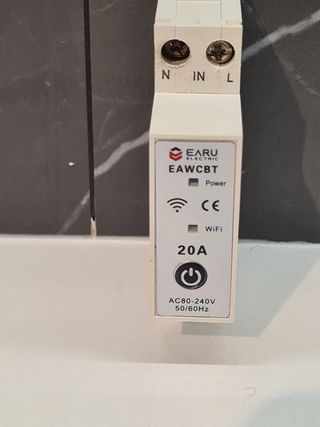 N IN L
EARU
ELECTRIC
EAWCBT
Power
CE
WiFi
20A
AC80-240V
50/60Hz